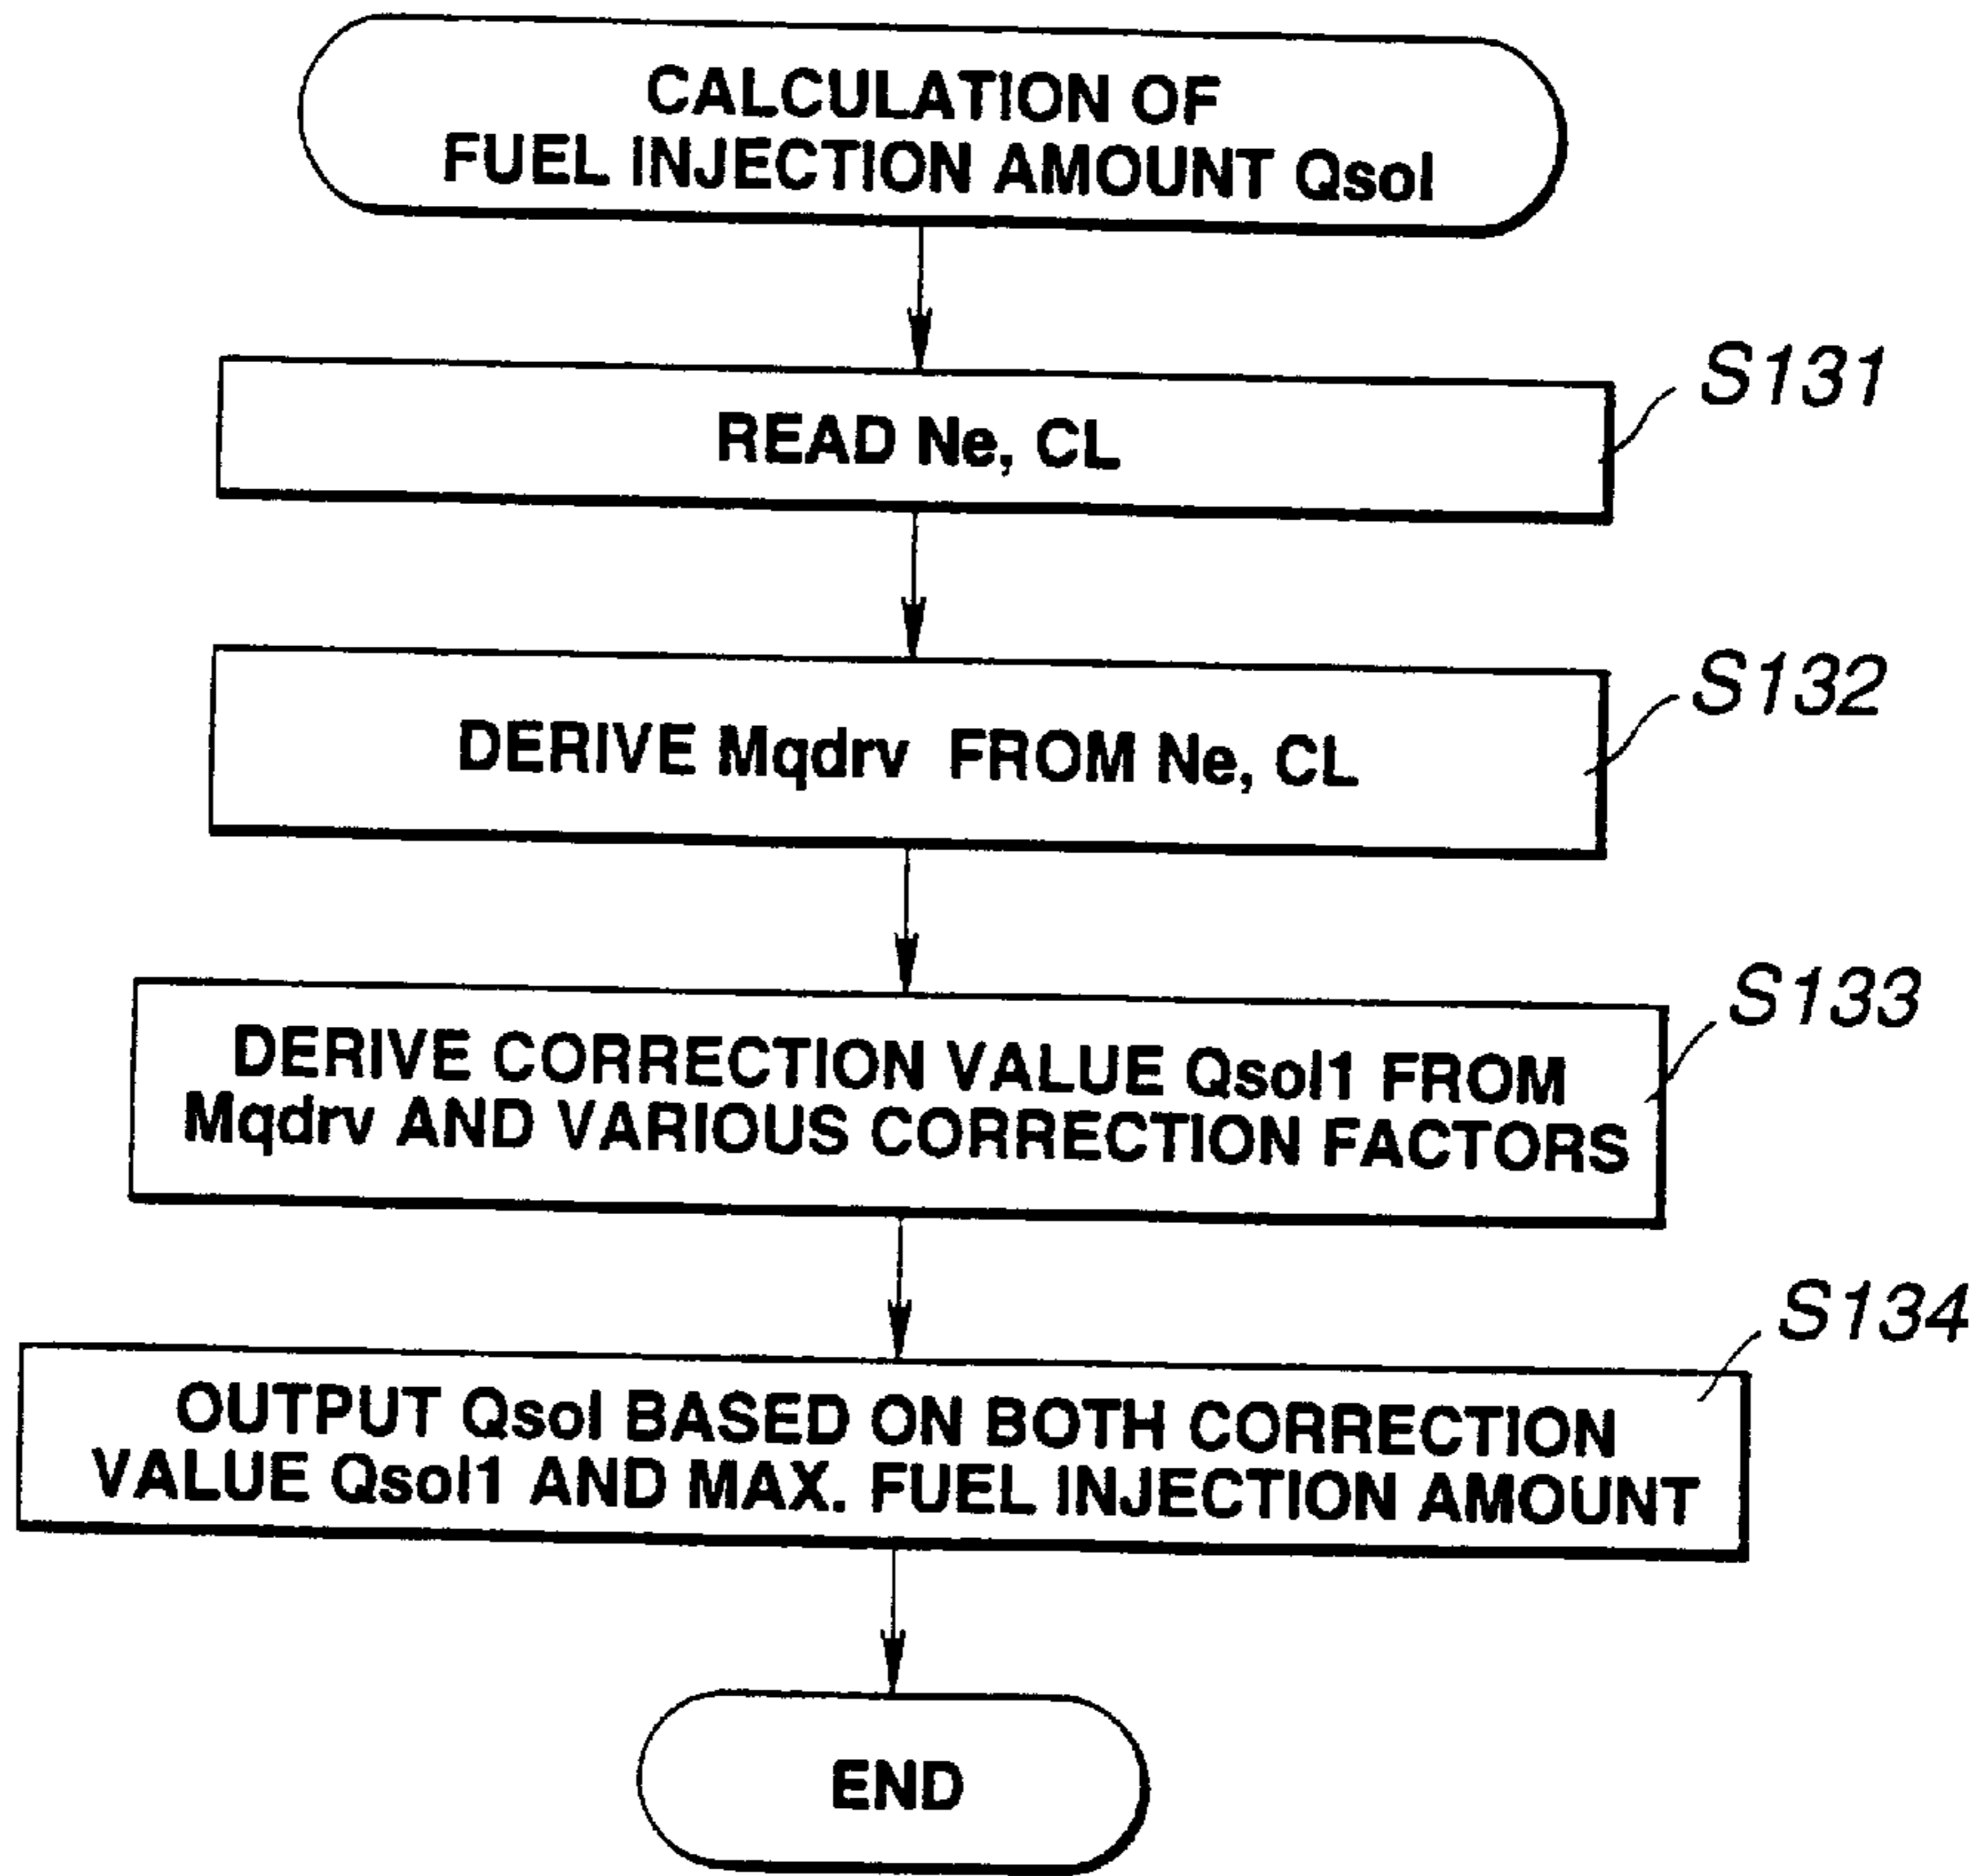 CALCULATION OF
FUEL INJECTION AMOUNT Qsol
READ Ne, CL
S131
DERIVE Mqdrv FROM Ne, CL
S132
DERIVE CORRECTION VALUE Qsol1 FROM
Mqdrv AND VARIOUS CORRECTION FACTORS
S133
OUTPUT Qsol BASED ON BOTH CORRECTION
VALUE Qsol1 AND MAX. FUEL INJECTION AMOUNT
S134
END